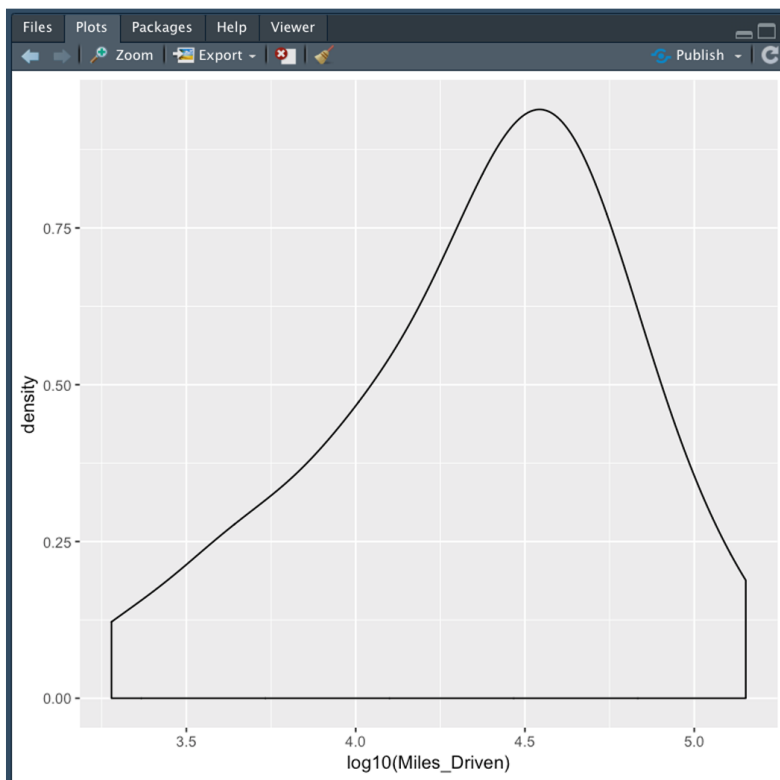 Files Plots Packages Help Viewer
Zoom Export Publish
0.75
0.50
0.25
0.00
density
3.5 4.0 4.5 5.0
log10(Miles_Driven)